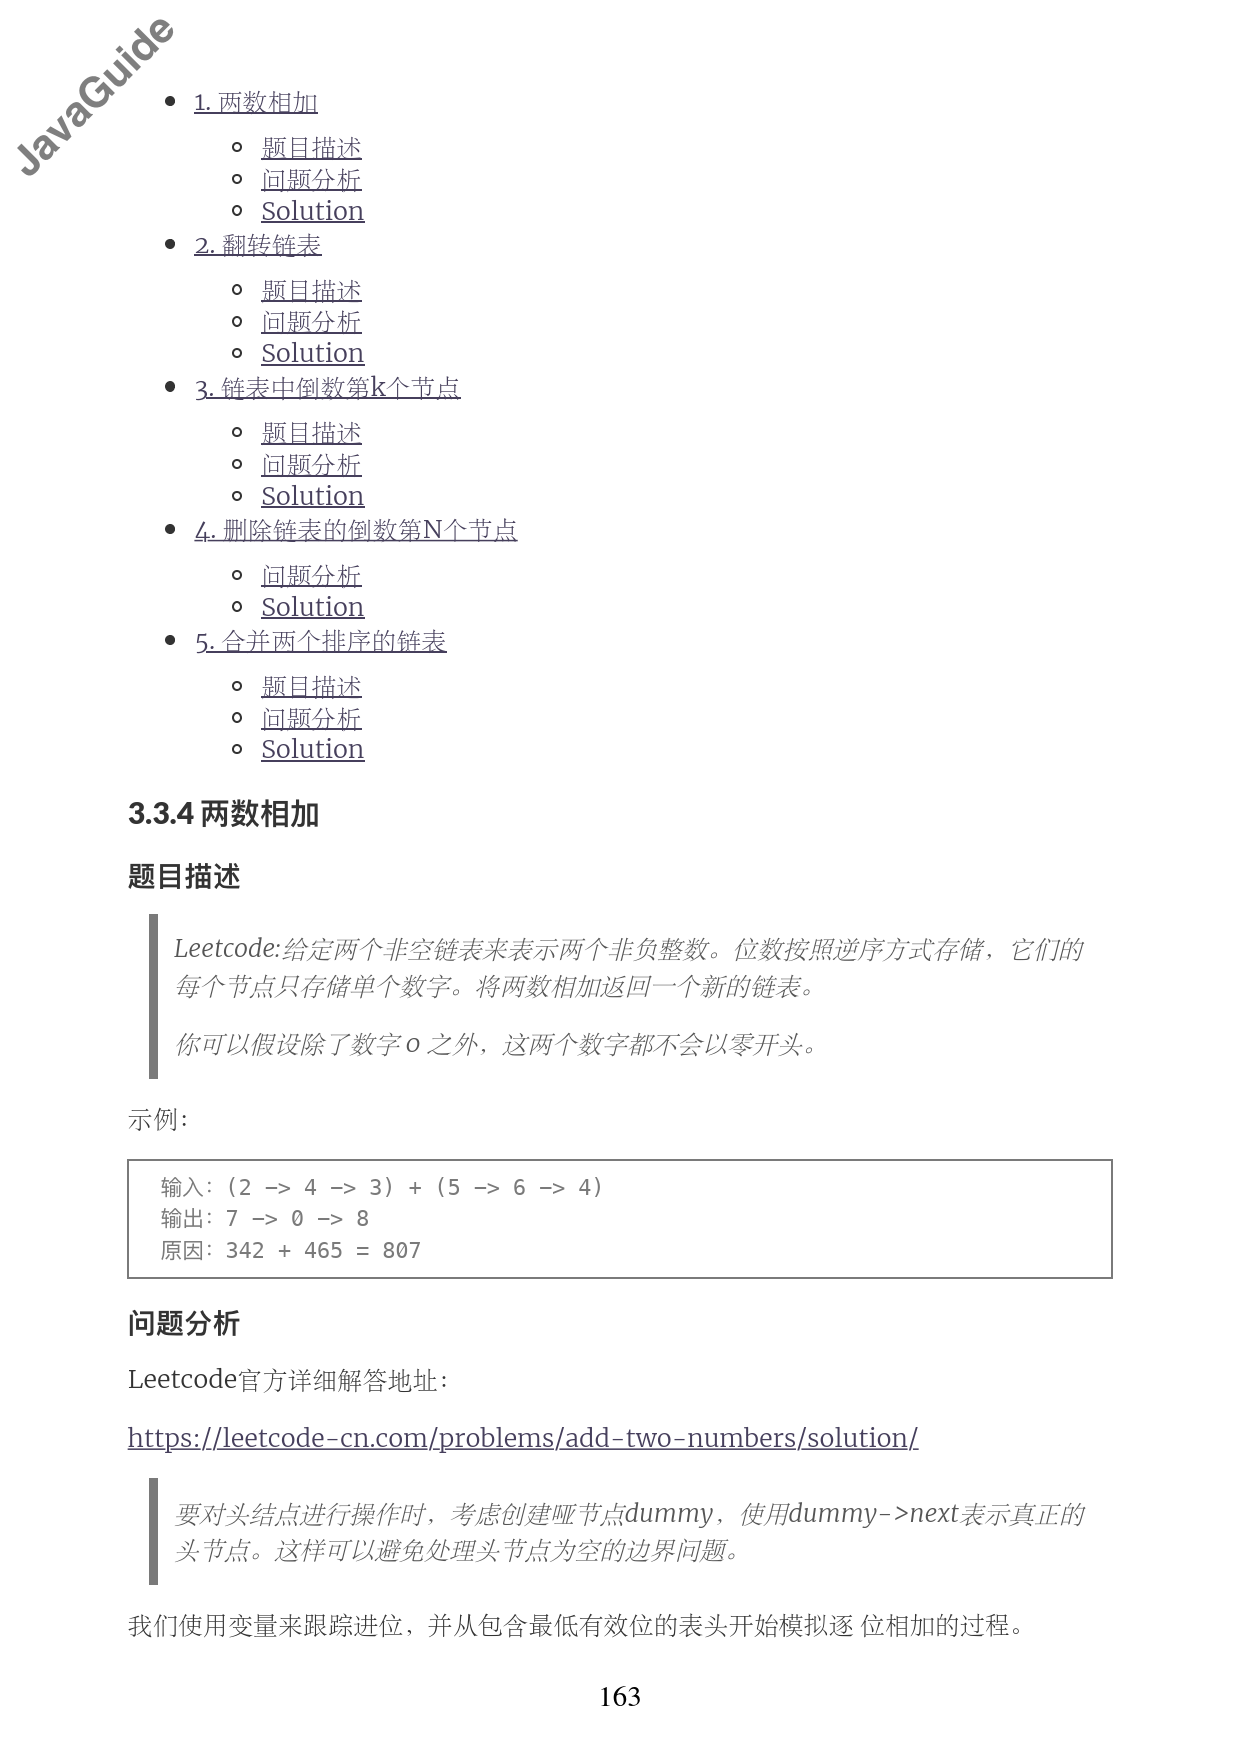 JavaGuide
1. 两数相加
题目描述
问题分析
Solution
2. 翻转链表
题目描述
问题分析
Solution
3. 链表中倒数第k个节点
题目描述
问题分析
Solution
4. 删除链表的倒数第N个节点
问题分析
Solution
5. 合并两个排序的链表
题目描述
问题分析
Solution
3.3.4 两数相加
题目描述
Leetcode:给定两个非空链表来表示两个非负整数。位数按照逆序方式存储，它们的
每个节点只存储单个数字。将两数相加返回一个新的链表。
你可以假设除了数字 0 之外，这两个数字都不会以零开头。
示例：
输入：(2 -> 4 -> 3) + (5 -> 6 -> 4)
输出：7 -> 0 -> 8
原因：342 + 465 = 807
问题分析
Leetcode官方详细解答地址：
https://leetcode-cn.com/problems/add-two-numbers/solution/
要对头结点进行操作时，考虑创建哑节点dummy，使用dummy->next表示真正的
头节点。这样可以避免处理头节点为空的边界问题。
我们使用变量来跟踪进位，并从包含最低有效位的表头开始模拟逐 位相加的过程。
163